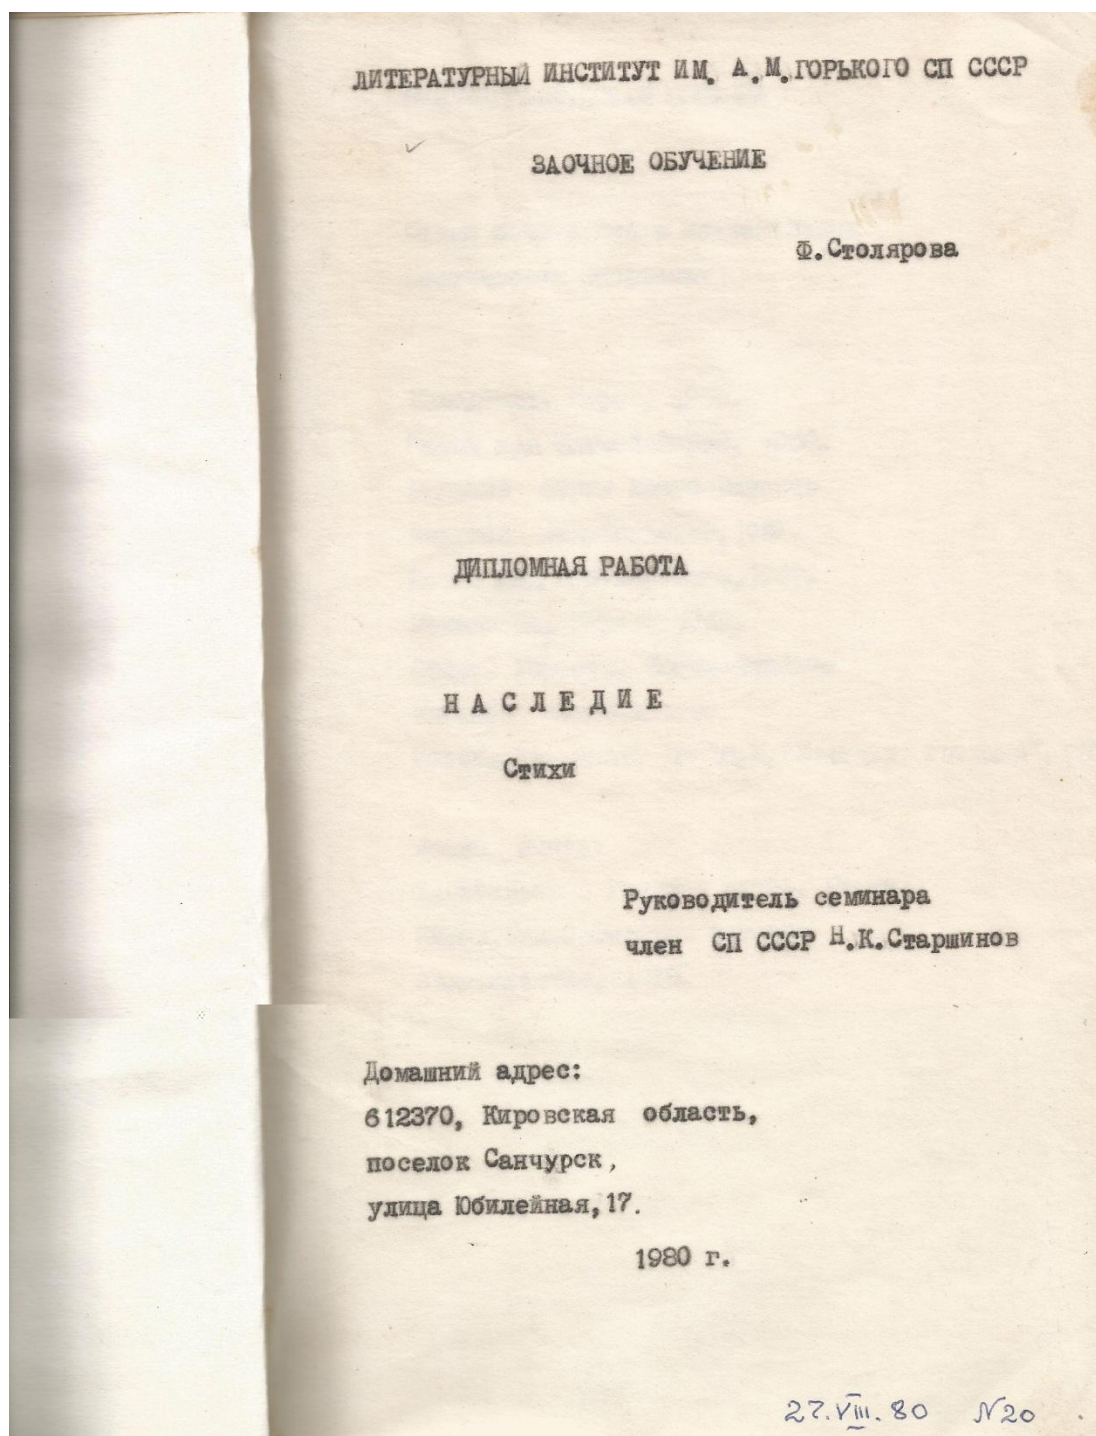 ЛИТЕРАТУРНЫЙ ИНСТИТУТ ИМ. А.М.ГОРЬКОГО СП СССР
ЗАОЧНОЕ ОБУЧЕНИЕ
Ф.Столярова
ДИПЛОМНАЯ РАБОТА
Н А С Л Е Д И Е
Стихи
Руководитель семинара
член СП СССР Н.К.Старшинов
Домашний адрес:
612370, Кировская область,
поселок Санчурск,
улица Юбилейная,17.
1980 г.
27.VIII.80 №20